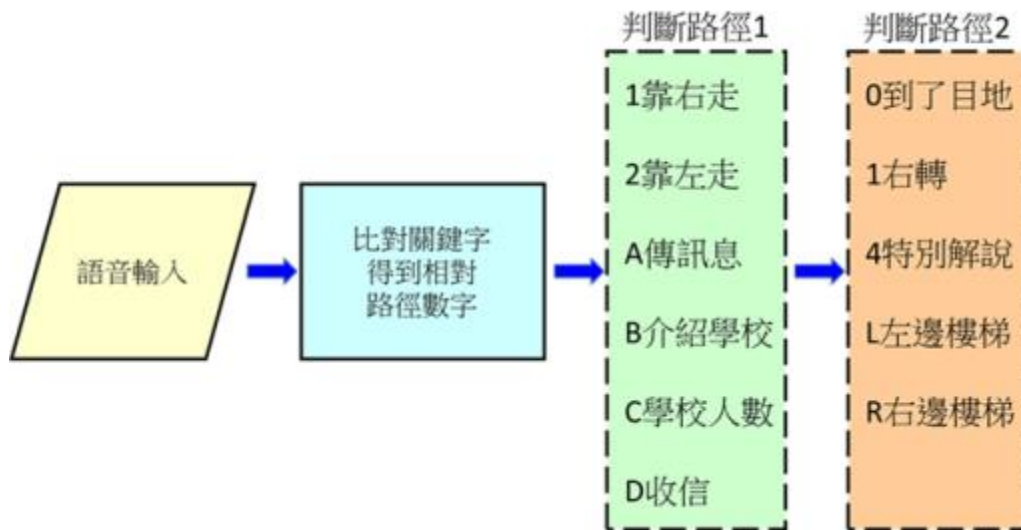 語音輸入
比對關鍵字
得到相對
路徑數字
判斷路徑1
1靠右走
2靠左走
A傳訊息
B介紹學校
C學校人數
D收信
判斷路徑2
0到了目地
1右轉
4特別解說
L左邊樓梯
R右邊樓梯